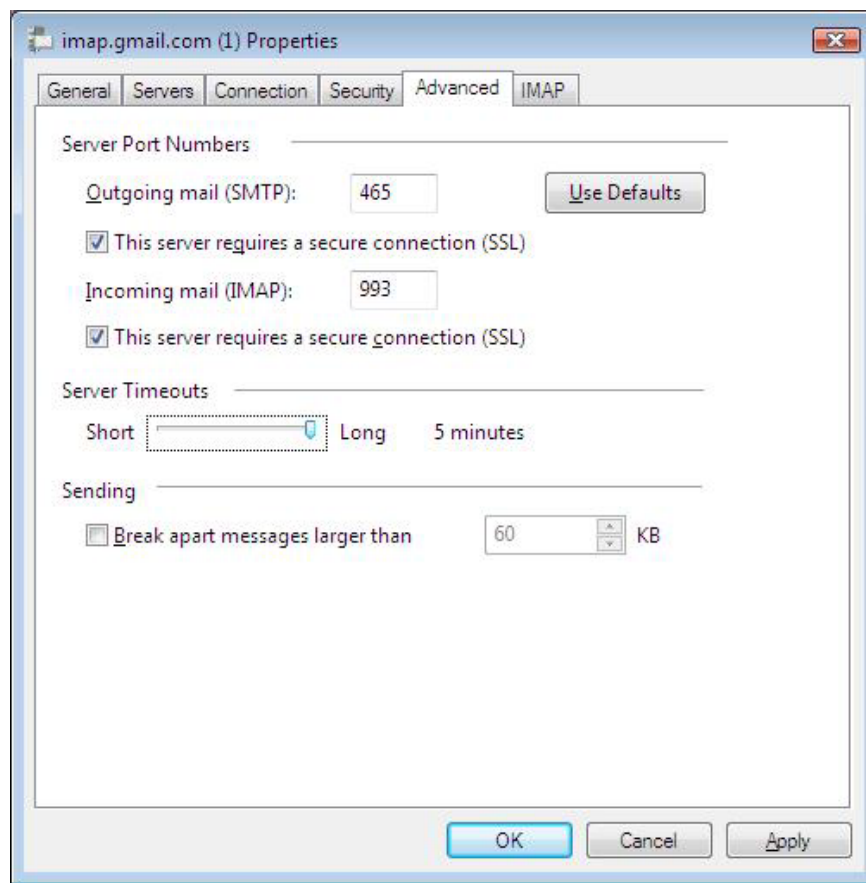 imap.gmail.com (1) Properties
General Servers Connection Security Advanced IMAP
Server Port Numbers
Outgoing mail (SMTP): 465 Use Defaults
This server requires a secure connection (SSL)
Incoming mail (IMAP): 993
This server requires a secure connection (SSL)
Server Timeouts
Short Long 5 minutes
Sending
Break apart messages larger than 60 KB
OK Cancel Apply